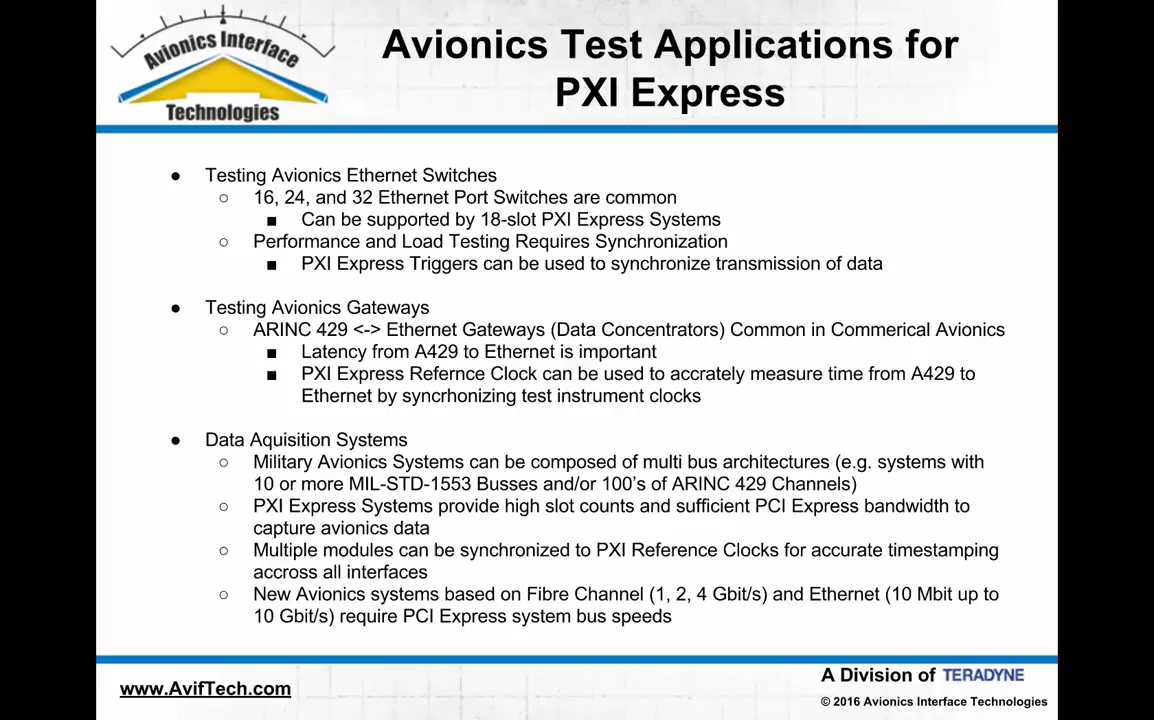 Avionics Interface
Technologies
Avionics Test Applications for
PXI Express
● Testing Avionics Ethernet Switches
○ 16, 24, and 32 Ethernet Port Switches are common
■ Can be supported by 18-slot PXI Express Systems
○ Performance and Load Testing Requires Synchronization
■ PXI Express Triggers can be used to synchronize transmission of data
● Testing Avionics Gateways
○ ARINC 429 <-> Ethernet Gateways (Data Concentrators) Common in Commerical Avionics
■ Latency from A429 to Ethernet is important
■ PXI Express Refernce Clock can be used to accrately measure time from A429 to
Ethernet by syncrhonizing test instrument clocks
● Data Aquisition Systems
○ Military Avionics Systems can be composed of multi bus architectures (e.g. systems with
10 or more MIL-STD-1553 Busses and/or 100's of ARINC 429 Channels)
○ PXI Express Systems provide high slot counts and sufficient PCI Express bandwidth to
capture avionics data
○ Multiple modules can be synchronized to PXI Reference Clocks for accurate timestamping
accross all interfaces
○ New Avionics systems based on Fibre Channel (1, 2, 4 Gbit/s) and Ethernet (10 Mbit up to
10 Gbit/s) require PCI Express system bus speeds
www.AvifTech.com
A Division of TERADYNE
© 2016 Avionics Interface Technologies